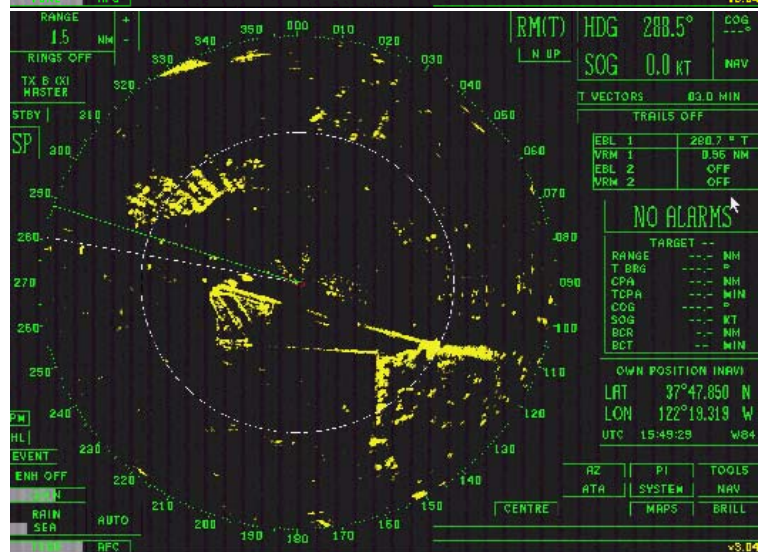 v3.04
RANGE
1.5 NM
+
-
RINGS OFF
TX B (X)
MASTER
STBY
SP
RM(T)
N UP
HDG 288.5°
COG
---°
SOG 0.0 KT
NAV
T VECTORS 03.0 MIN
TRAILS OFF
EBL 1 280.7 ° T
VRM 1 0.96 NM
EBL 2 OFF
VRM 2 OFF
NO ALARMS
TARGET --
RANGE --.- NM
T BRG ---.- °
CPA --.- NM
TCPA ---.- MIN
COG ---.- °
SOG --.- KT
BCR --.- NM
BCT --.- MIN
OWN POSITION (NAV)
LAT 37°47.850 N
LON 122°19.319 W
UTC 15:49:29 W84
000
020
030
040
050
060
070
080
090
100
110
120
130
140
150
160
170
180
190
200
210
220
230
240
250
260
270
280
290
300
310
320
330
340
350
PM
HL
EVENT
ENH OFF
RAIN
SEA
AUTO
AFC
CENTRE
AZ PI TOOLS
ATA SYSTEM NAV
MAPS BRILL
v3.04